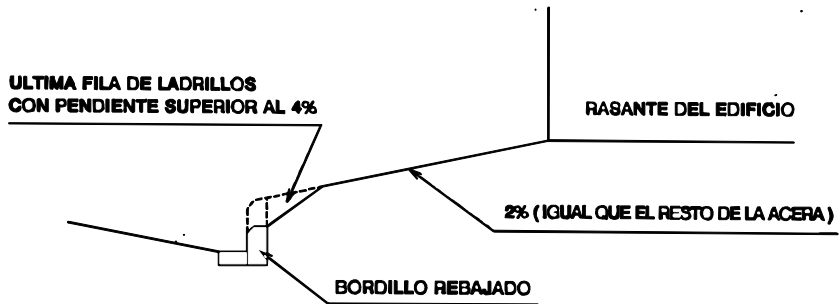 ULTIMA FILA DE LADRILLOS
CON PENDIENTE SUPERIOR AL 4%
RASANTE DEL EDIFICIO
2% ( IGUAL QUE EL RESTO DE LA ACERA )
BORDILLO REBAJADO